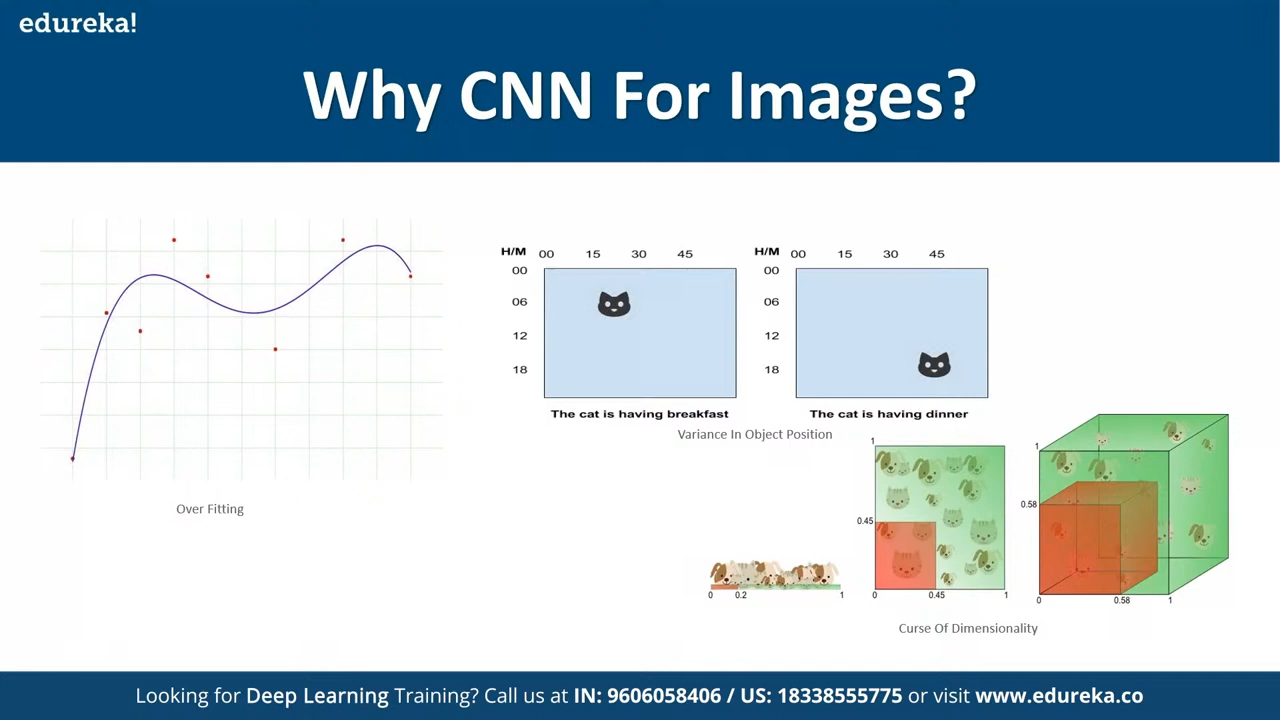 edureka!
Why CNN For Images?
H/M 00 15 30 45
00
06
12
18
The cat is having breakfast
H/M 00 15 30 45
00
06
12
18
The cat is having dinner
Variance In Object Position
Over Fitting
0 0.2 1
1
0.45
0 0.45 1
1
0.58
0 0.58 1
Curse Of Dimensionality
Looking for Deep Learning Training? Call us at IN: 9606058406 / US: 18338555775 or visit www.edureka.co